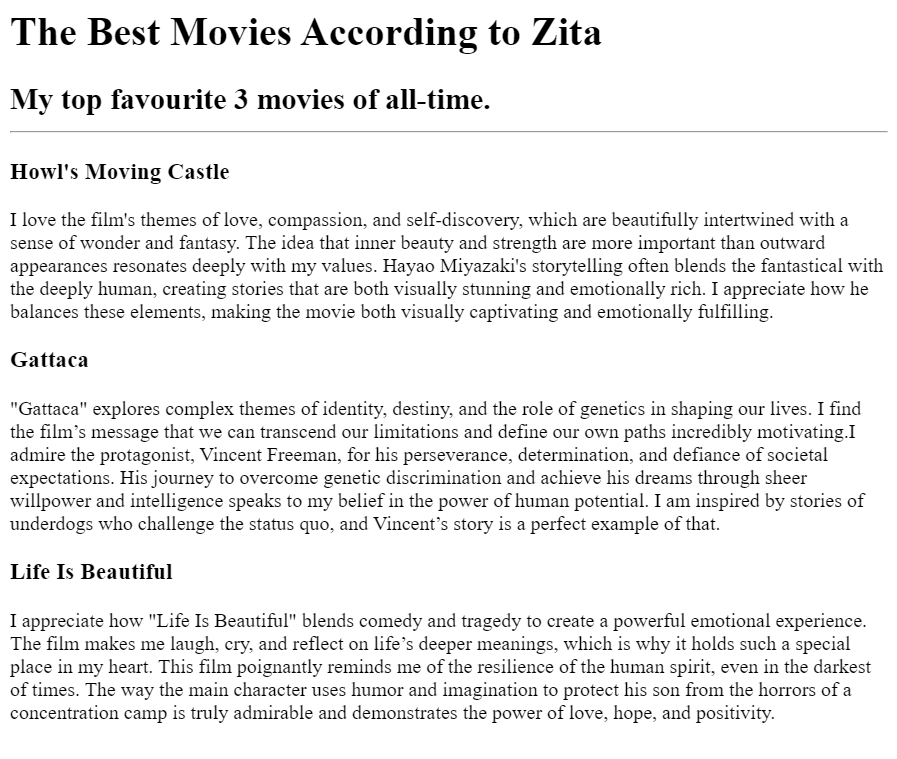 The Best Movies According to Zita
My top favourite 3 movies of all-time.
Howl's Moving Castle
I love the film's themes of love, compassion, and self-discovery, which are beautifully intertwined with a
sense of wonder and fantasy. The idea that inner beauty and strength are more important than outward
appearances resonates deeply with my values. Hayao Miyazaki's storytelling often blends the fantastical with
the deeply human, creating stories that are both visually stunning and emotionally rich. I appreciate how he
balances these elements, making the movie both visually captivating and emotionally fulfilling.
Gattaca
"Gattaca" explores complex themes of identity, destiny, and the role of genetics in shaping our lives. I find
the film’s message that we can transcend our limitations and define our own paths incredibly motivating.I
admire the protagonist, Vincent Freeman, for his perseverance, determination, and defiance of societal
expectations. His journey to overcome genetic discrimination and achieve his dreams through sheer
willpower and intelligence speaks to my belief in the power of human potential. I am inspired by stories of
underdogs who challenge the status quo, and Vincent’s story is a perfect example of that.
Life Is Beautiful
I appreciate how "Life Is Beautiful" blends comedy and tragedy to create a powerful emotional experience.
The film makes me laugh, cry, and reflect on life’s deeper meanings, which is why it holds such a special
place in my heart. This film poignantly reminds me of the resilience of the human spirit, even in the darkest
of times. The way the main character uses humor and imagination to protect his son from the horrors of a
concentration camp is truly admirable and demonstrates the power of love, hope, and positivity.